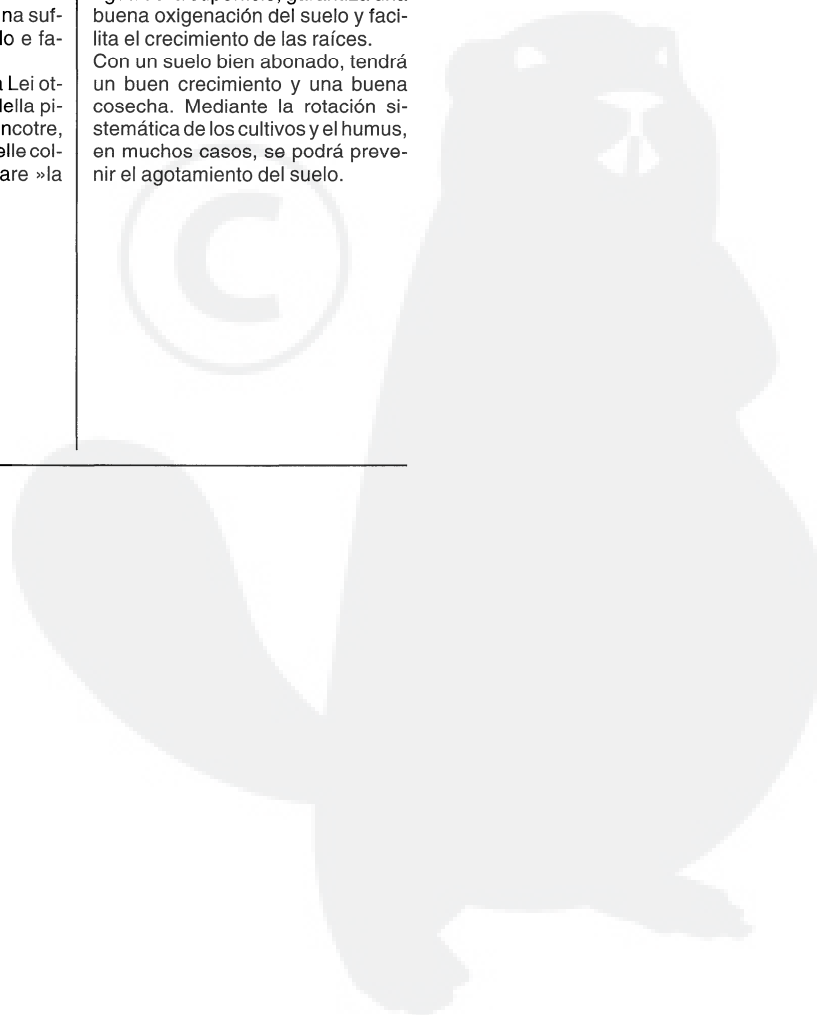 na suf-
lo e fa-
a Lei ot-
della pi-
ncotre,
elle col-
are »la
buena oxigenación del suelo y faci-
lita el crecimiento de las raíces.
Con un suelo bien abonado, tendrá
un buen crecimiento y una buena
cosecha. Mediante la rotación si-
stemática de los cultivos y el humus,
en muchos casos, se podrá preve-
nir el agotamiento del suelo.
©